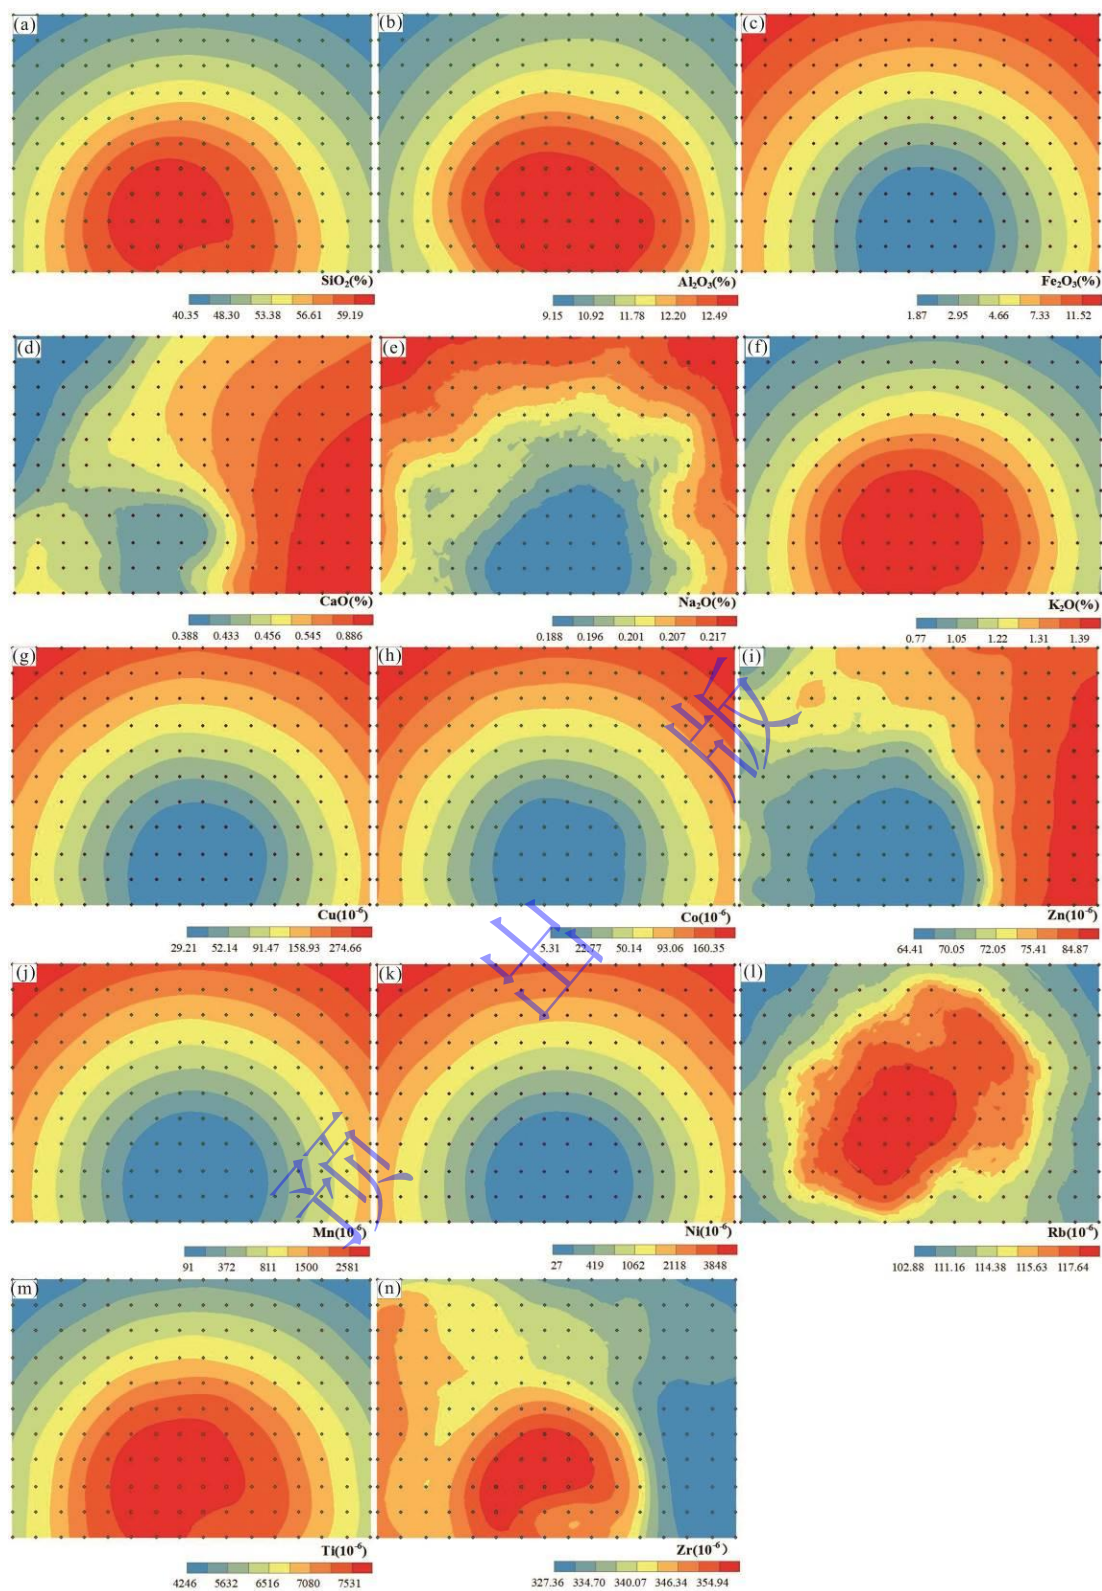 (a) (b) (c)
SiO₂(%) Al₂O₃(%) Fe₂O₃(%)
40.35 48.30 53.38 56.61 59.19 9.15 10.92 11.78 12.20 12.49 1.87 2.95 4.66 7.33 11.52
(d) (e) (f)
CaO(%) Na₂O(%) K₂O(%)
0.388 0.433 0.456 0.545 0.886 0.188 0.196 0.201 0.207 0.217 0.77 1.05 1.22 1.31 1.39
(g) (h) (i)
Cu(10⁻⁶) Co(10⁻⁶) Zn(10⁻⁶)
29.21 52.14 91.47 158.93 274.66 5.31 22.77 50.14 93.06 160.35 64.41 70.05 72.05 75.41 84.87
(j) (k) (l)
Mn(10⁻⁶) Ni(10⁻⁶) Rb(10⁻⁶)
91 372 811 1500 2581 27 419 1062 2118 3848 102.88 111.16 114.38 115.63 117.64
(m) (n)
Ti(10⁻⁶) Zr(10⁻⁶)
4246 5632 6516 7080 7531 327.36 334.70 340.07 346.34 354.94